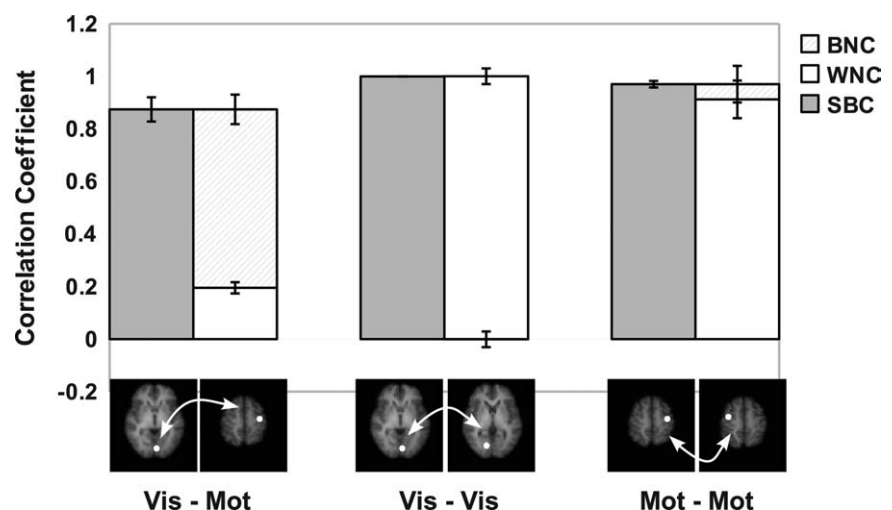 Correlation Coefficient
1.2
1
0.8
0.6
0.4
0.2
0
-0.2
BNC
WNC
SBC
Vis - Mot
Vis - Vis
Mot - Mot